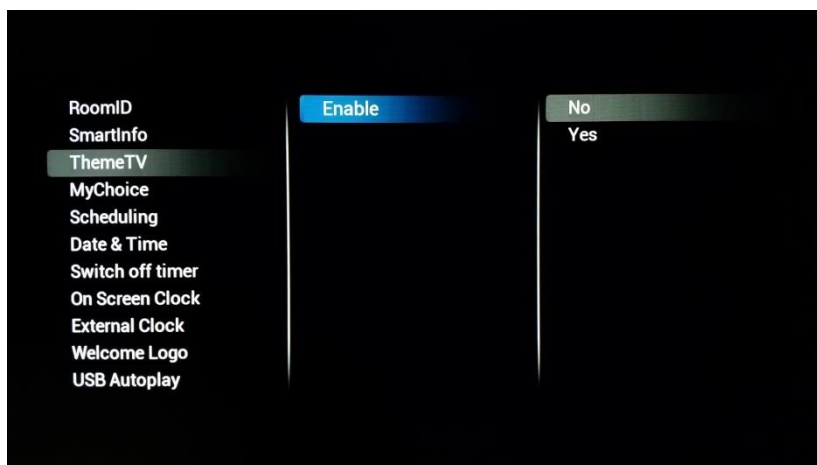 RoomID
SmartInfo
ThemeTV
MyChoice
Scheduling
Date & Time
Switch off timer
On Screen Clock
External Clock
Welcome Logo
USB Autoplay
Enable
No
Yes